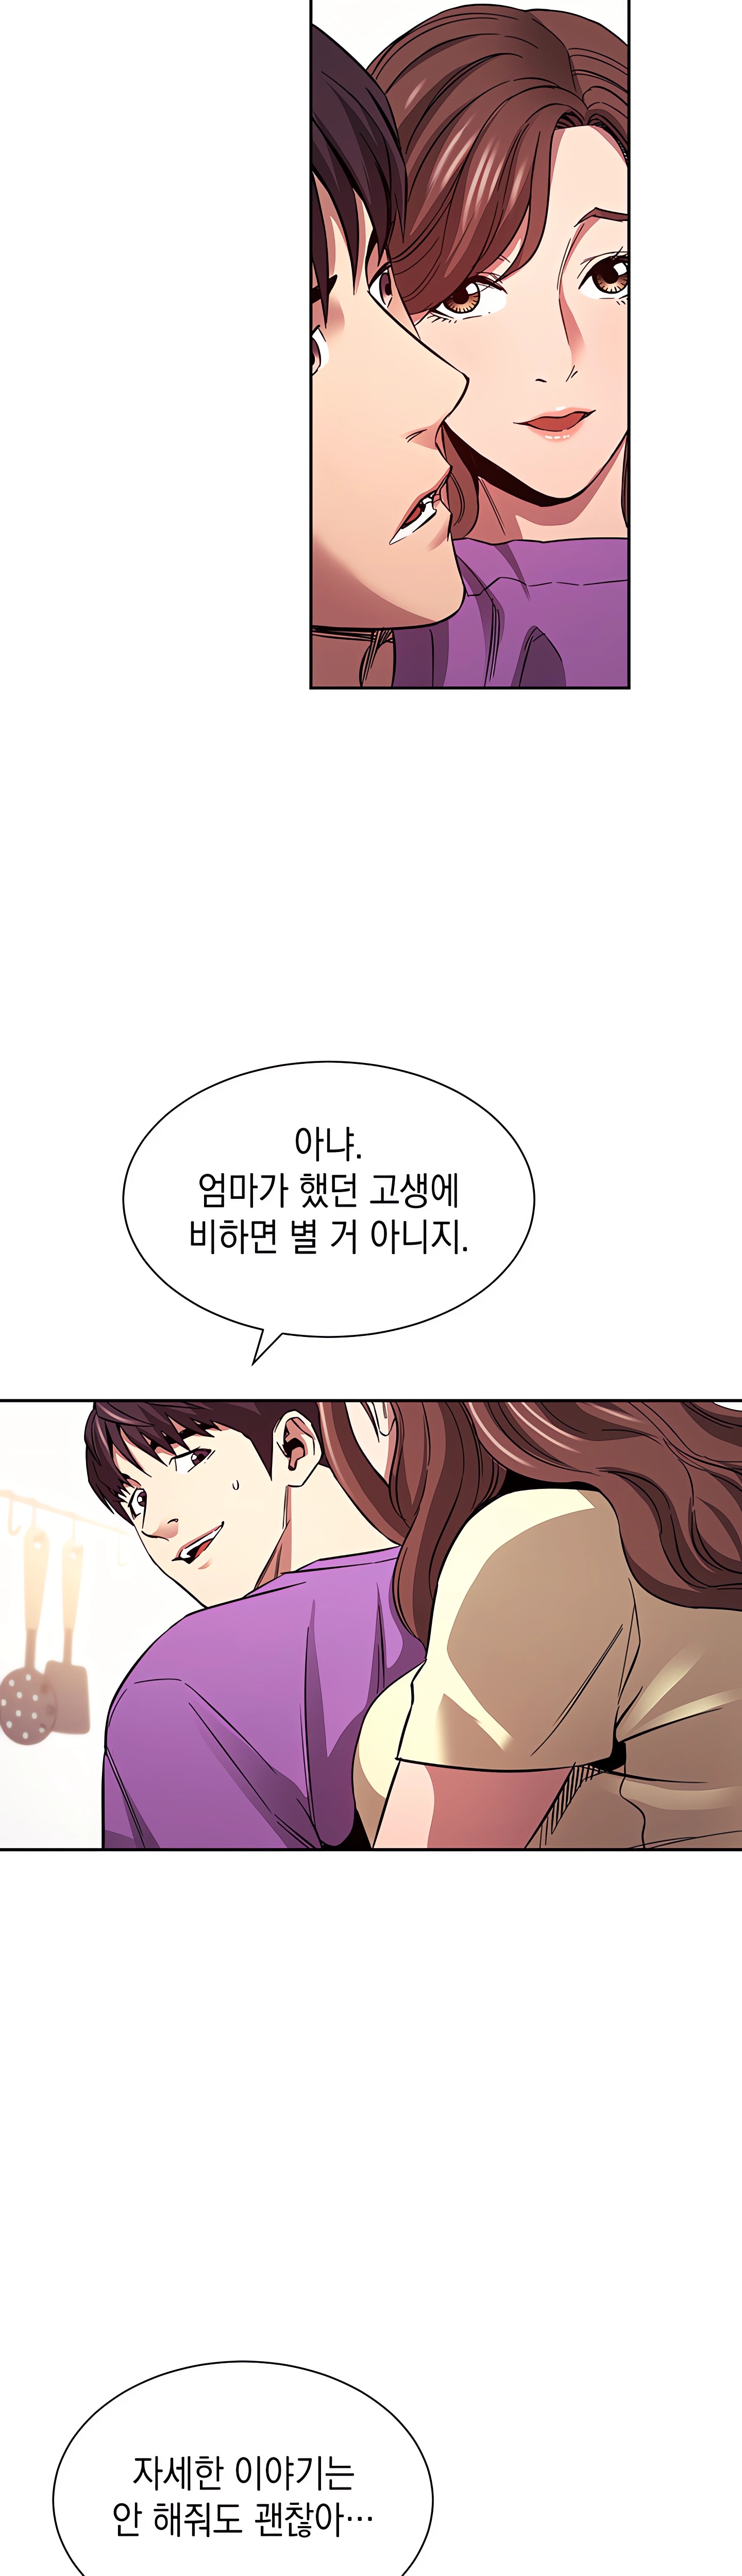 아냐.
엄마가 했던 고생에
비하면 별 거 아니지.
자세한 이야기는
안 해줘도 괜찮아…